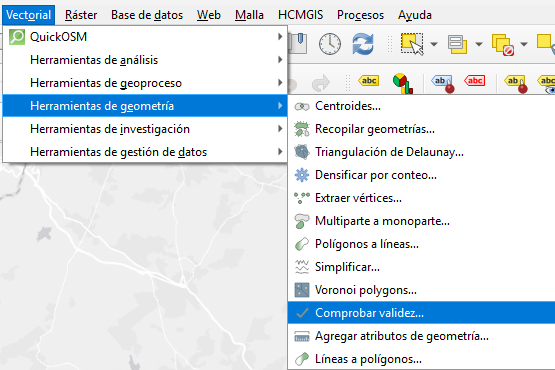 Vectorial Ráster Base de datos Web Malla HCMGIS Procesos Ayuda
QuickOSM
Herramientas de análisis
Herramientas de geoproceso
Herramientas de geometría
Herramientas de investigación
Herramientas de gestión de datos
abc abc abc abc abc
Centroides...
Recopilar geometrías...
Triangulación de Delaunay...
Densificar por conteo...
Extraer vértices...
Multiparte a monoparte...
Polígonos a líneas...
Simplificar...
Voronoi polygons...
Comprobar validez...
Agregar atributos de geometría...
Líneas a polígonos...